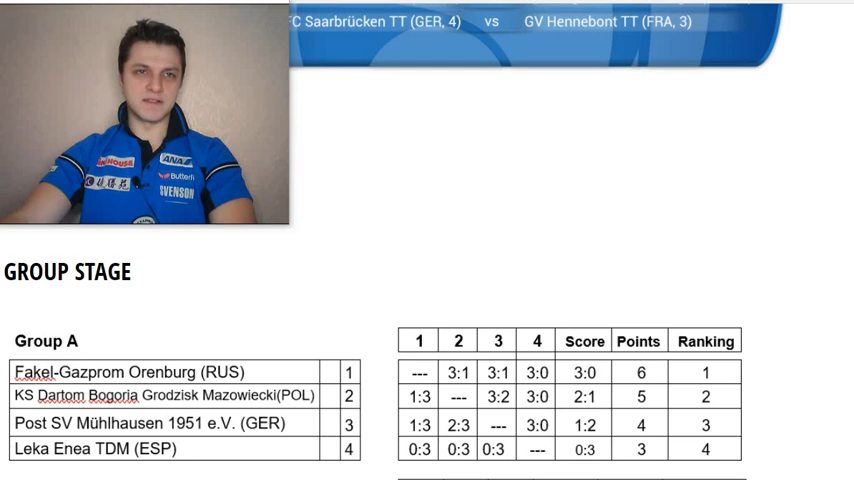 FC Saarbrücken TT (GER, 4) vs GV Hennebont TT (FRA, 3)
ANA
Butterfl
SVENSON
GROUP STAGE
Group A 1 2 3 4 Score Points Ranking
Fakel-Gazprom Orenburg (RUS) 1 --- 3:1 3:1 3:0 3:0 6 1
KS Dartom Bogoria Grodzisk Mazowiecki(POL) 2 1:3 --- 3:2 3:0 2:1 5 2
Post SV Mühlhausen 1951 e.V. (GER) 3 1:3 2:3 --- 3:0 1:2 4 3
Leka Enea TDM (ESP) 4 0:3 0:3 0:3 --- 0:3 3 4